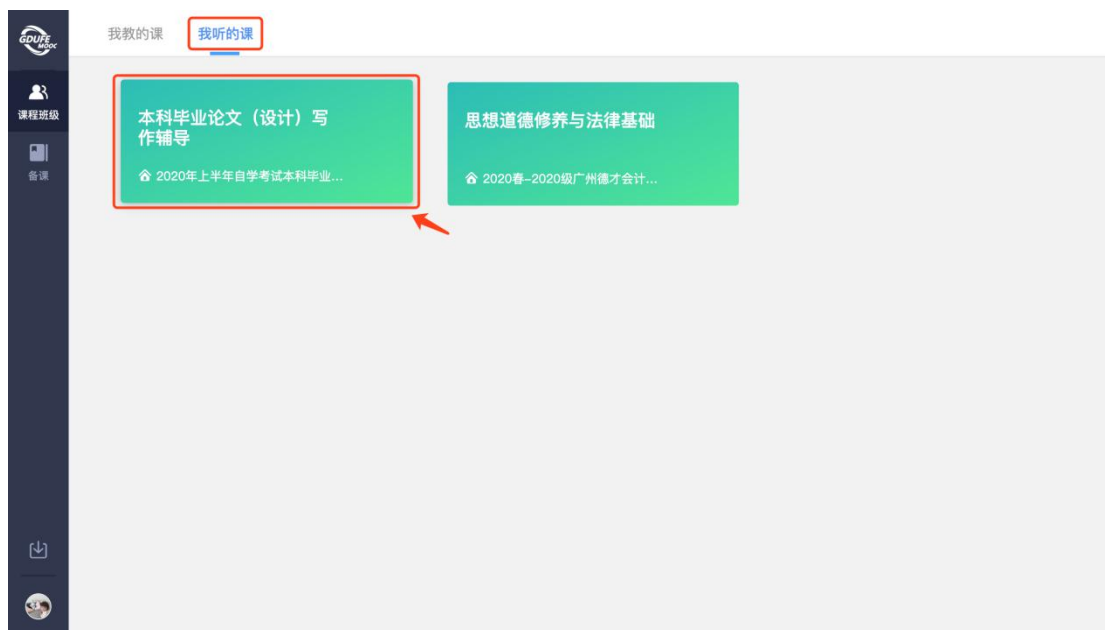 GDUFE
MOOC
我教的课
我听的课
课程班级
备课
本科毕业论文（设计）写
作辅导
2020年上半年自学考试本科毕业...
思想道德修养与法律基础
2020春-2020级广州德才会计...